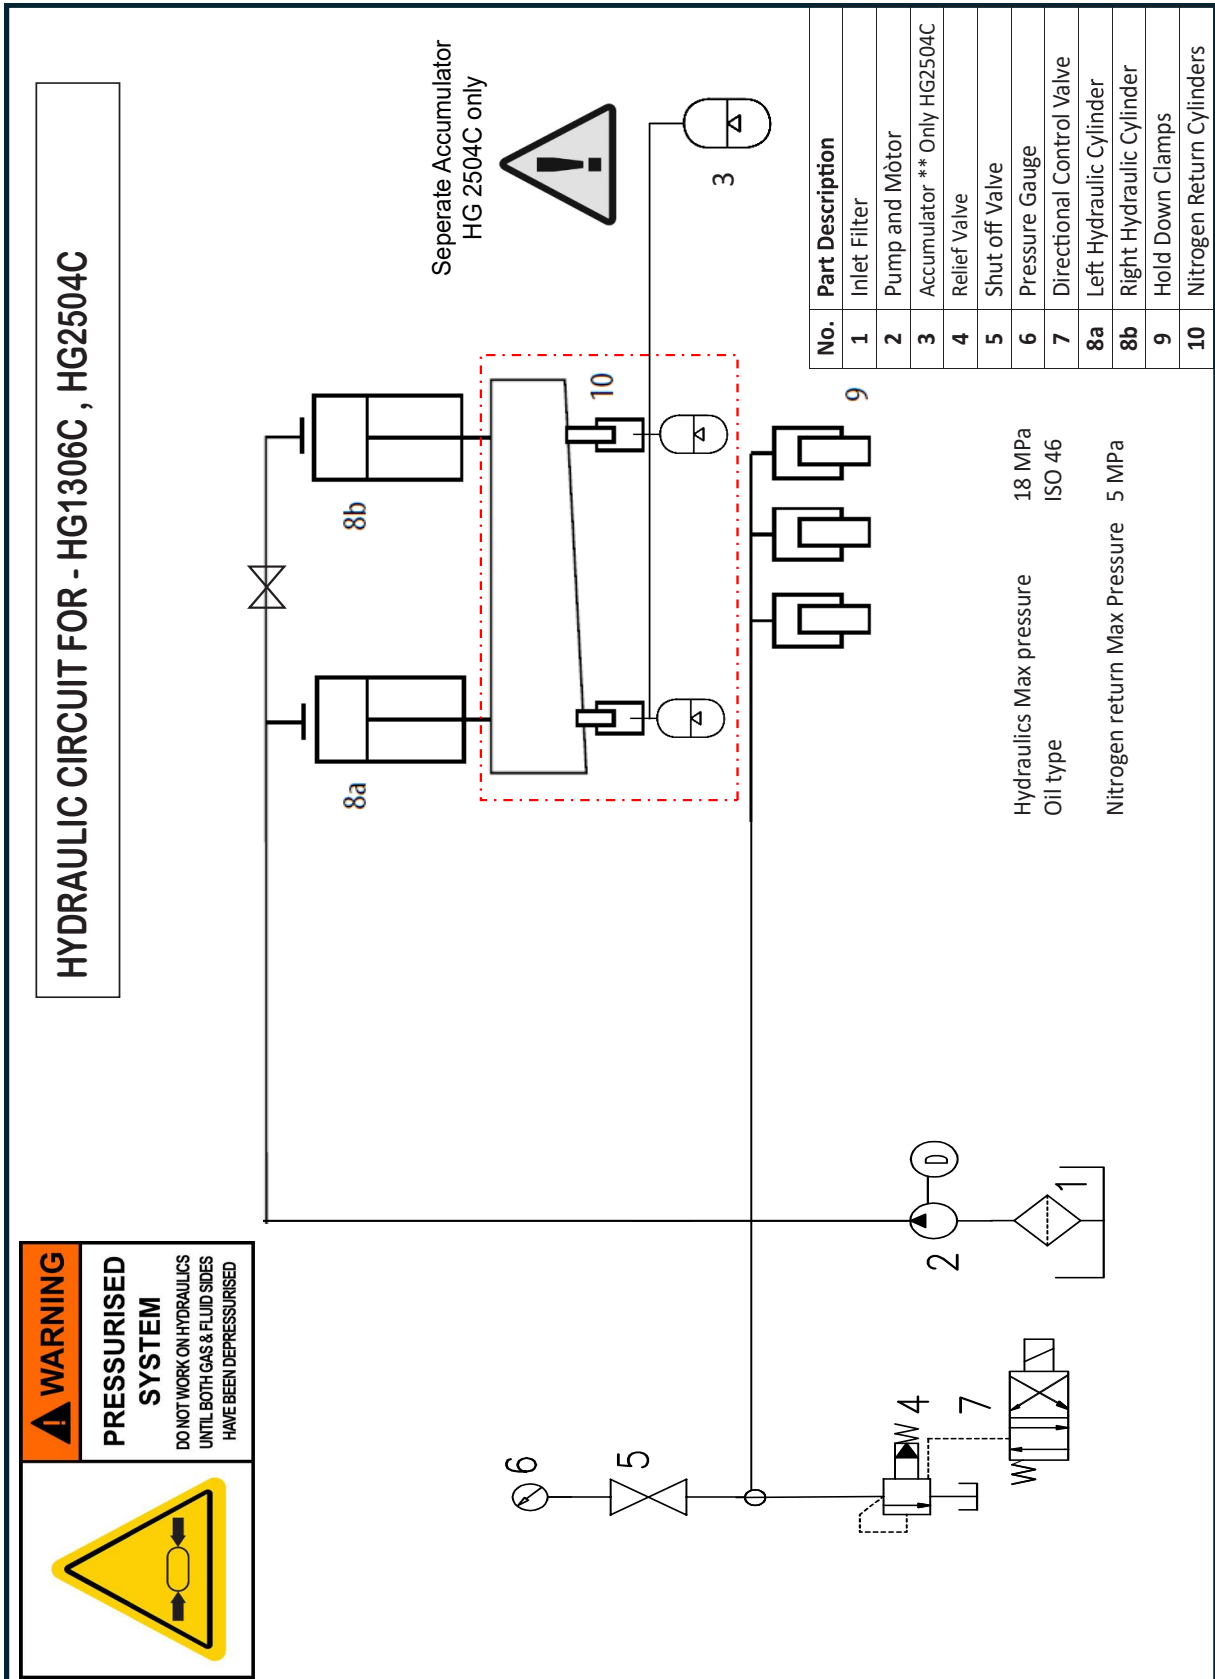 WARNING
PRESSURISED
SYSTEM
DO NOT WORK ON HYDRAULICS
UNTIL BOTH GAS & FLUID SIDES
HAVE BEEN DEPRESSURISED
HYDRAULIC CIRCUIT FOR - HG1306C , HG2504C
Seperate Accumulator
HG 2504C only
8a
8b
10
3
9
6
5
4
7
2
D
1
Hydraulics Max pressure 18 MPa
Oil type ISO 46
Nitrogen return Max Pressure 5 MPa
No. Part Description
1 Inlet Filter
2 Pump and Mòtor
3 Accumulator ** Only HG2504C
4 Relief Valve
5 Shut off Valve
6 Pressure Gauge
7 Directional Control Valve
8a Left Hydraulic Cylinder
8b Right Hydraulic Cylinder
9 Hold Down Clamps
10 Nitrogen Return Cylinders